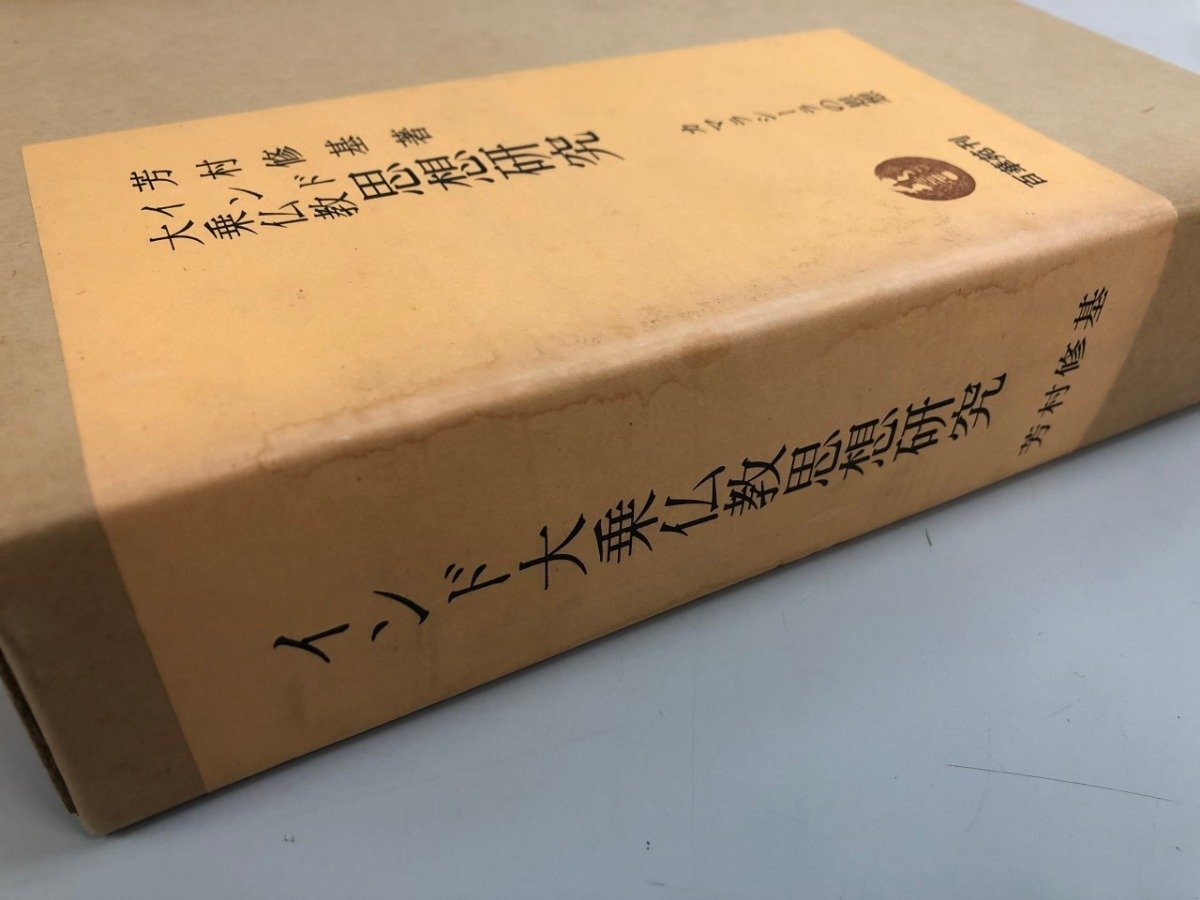 芳村修基著
インド
大乗仏教
思想研究
カマラシーラの思想
百華苑刊
インド大乗仏教思想研究
芳村修基